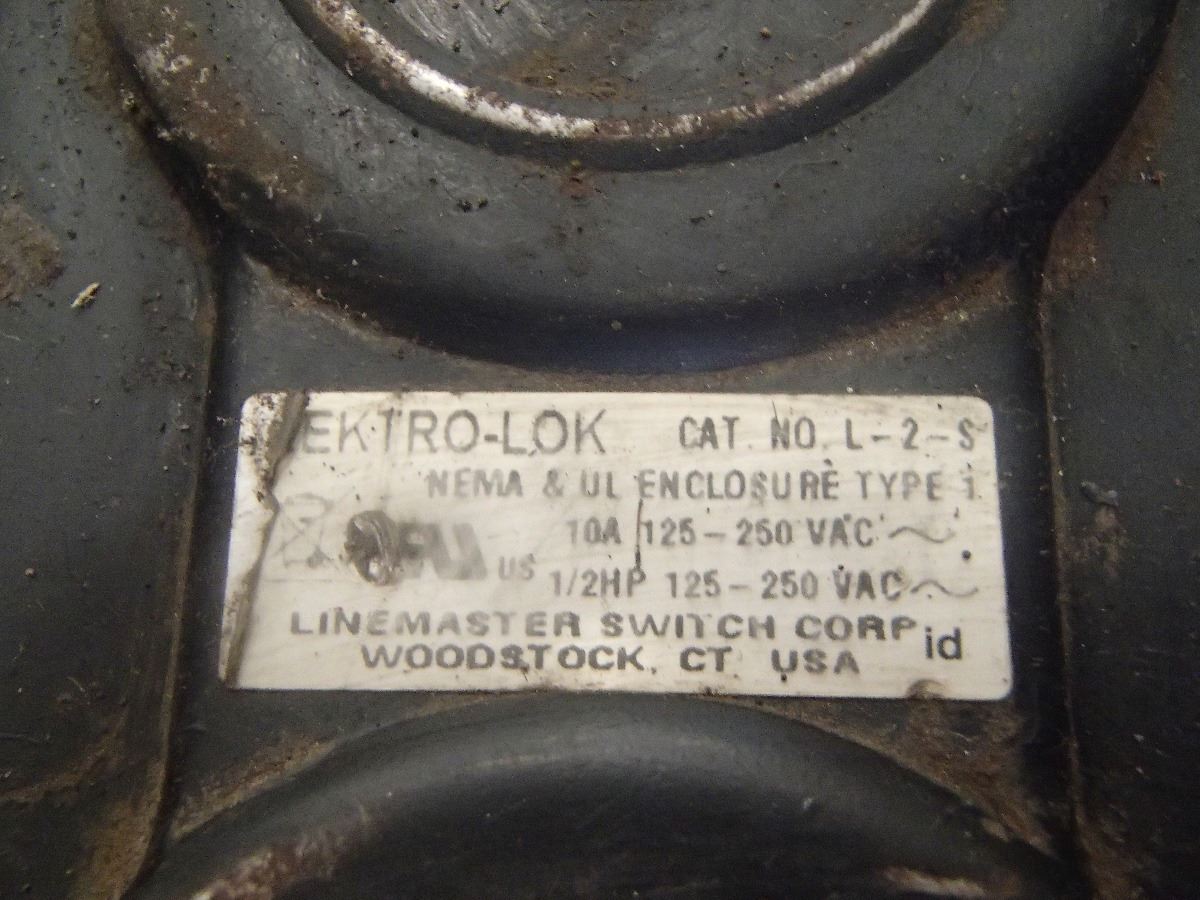 EKTRO-LOK CAT. NO. L-2-S
NEMA & UL ENCLOSURE TYPE 1
10A 125-250 VAC ~
US 1/2HP 125-250 VAC ~
LINEMASTER SWITCH CORP
WOODSTOCK, CT USA id